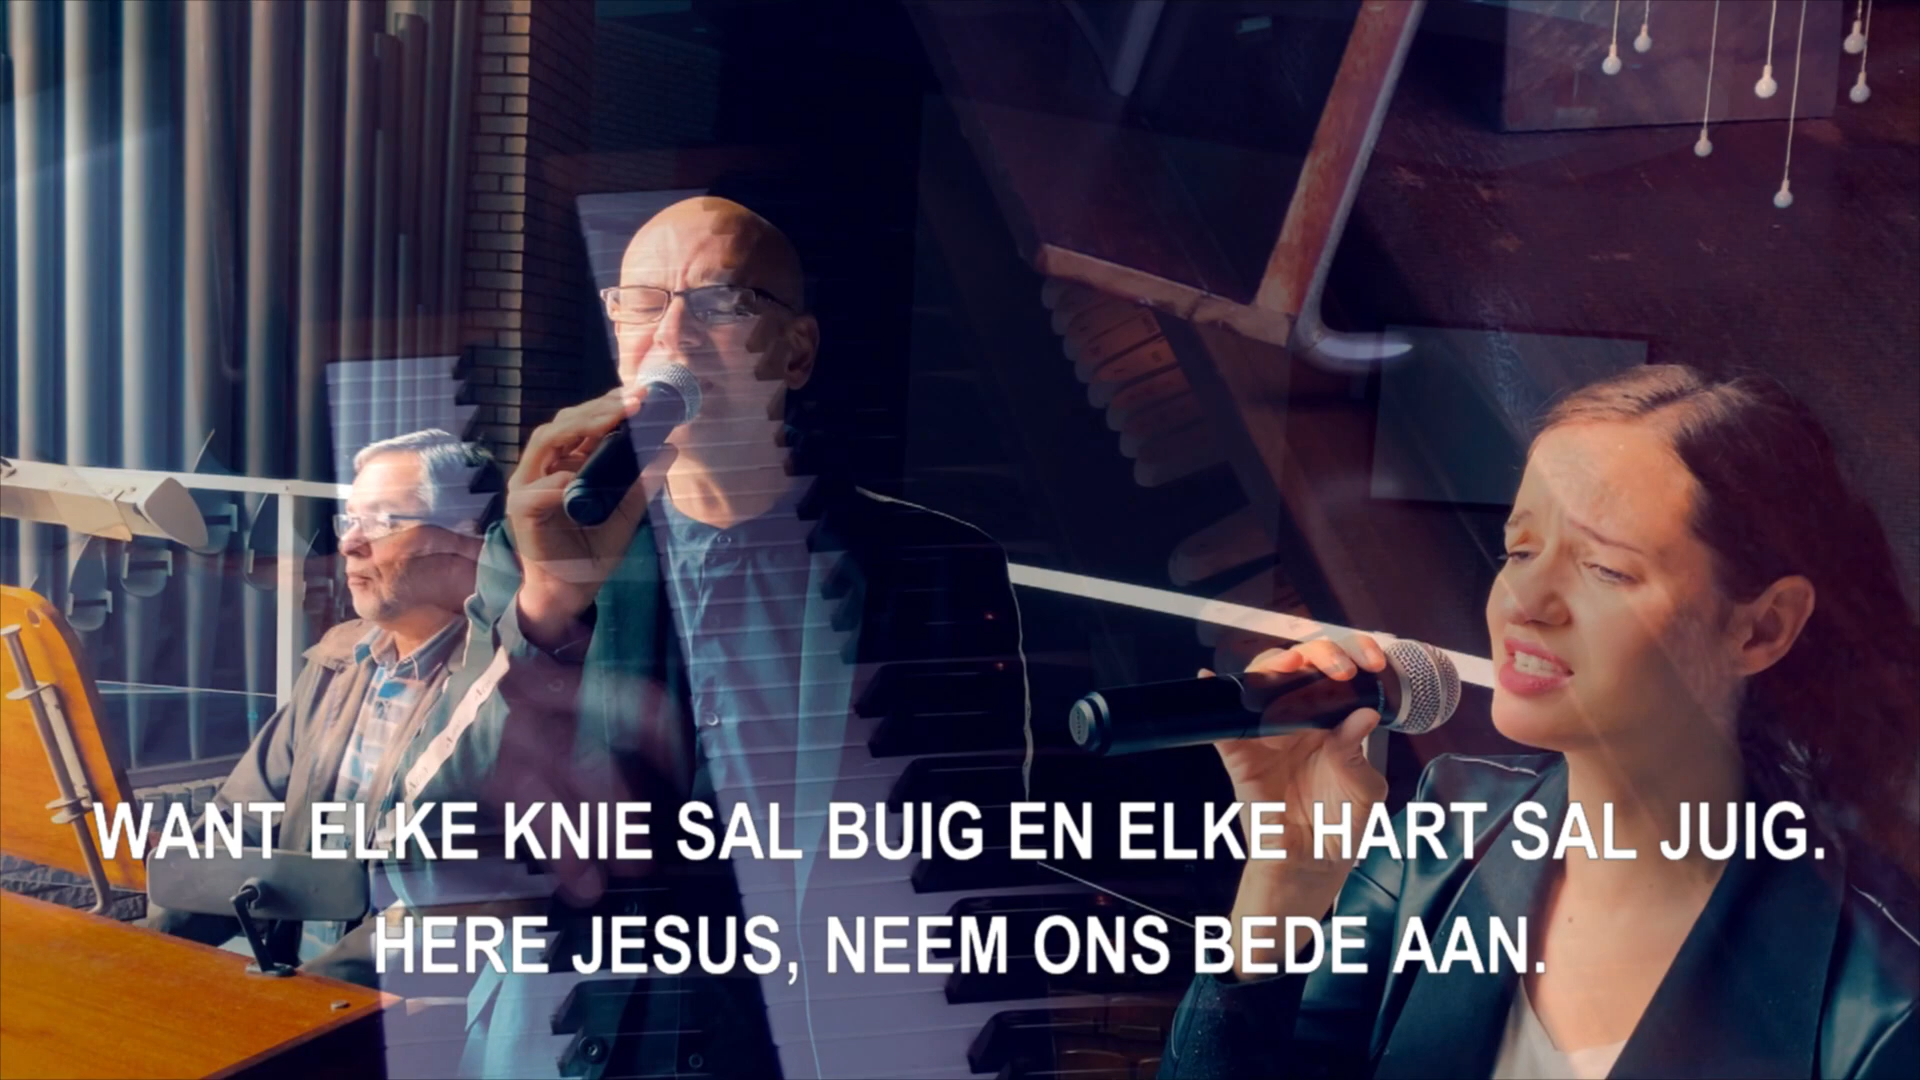 WANT ELKE KNIE SAL BUIG EN ELKE HART SAL JUIG.
HERE JESUS, NEEM ONS BEDE AAN.